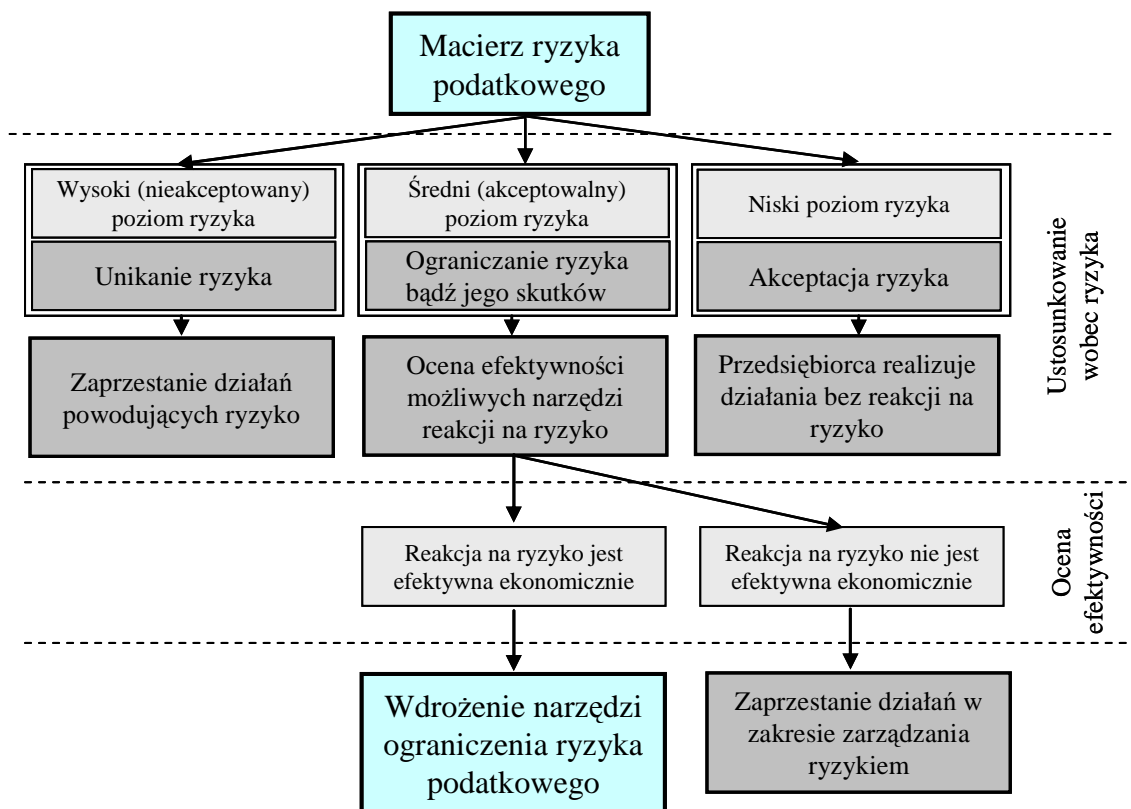 Macierz ryzyka
podatkowego
Wysoki (nieakceptowany)
poziom ryzyka
Unikanie ryzyka
Średni (akceptowalny)
poziom ryzyka
Ograniczanie ryzyka
bądź jego skutków
Niski poziom ryzyka
Akceptacja ryzyka
Zaprzestanie działań
powodujących ryzyko
Ocena efektywności
możliwych narzędzi
reakcji na ryzyko
Przedsiębiorca realizuje
działania bez reakcji na
ryzyko
Ustosunkowanie
wobec ryzyka
Reakcja na ryzyko jest
efektywna ekonomicznie
Reakcja na ryzyko nie jest
efektywna ekonomicznie
Ocena
efektywności
Wdrożenie narzędzi
ograniczenia ryzyka
podatkowego
Zaprzestanie działań w
zakresie zarządzania
ryzykiem